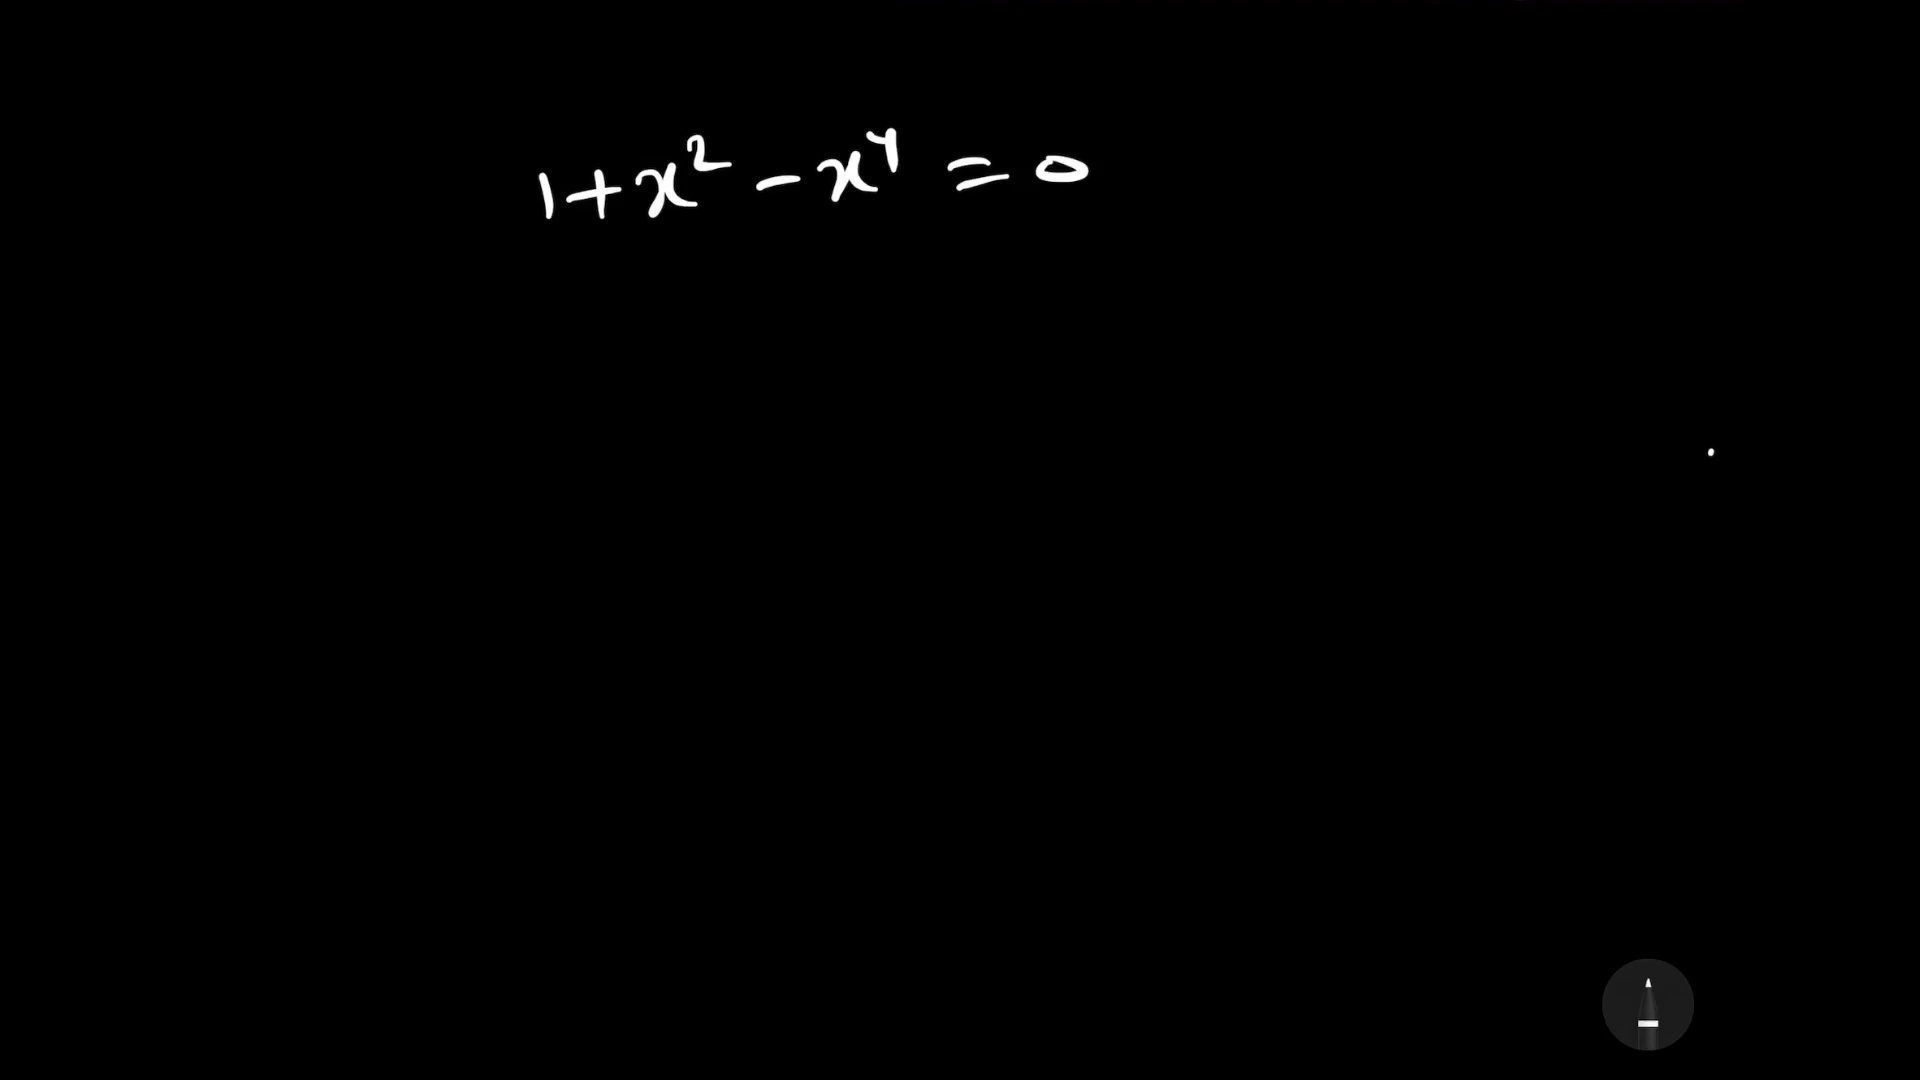 1+x² -x⁴ =0